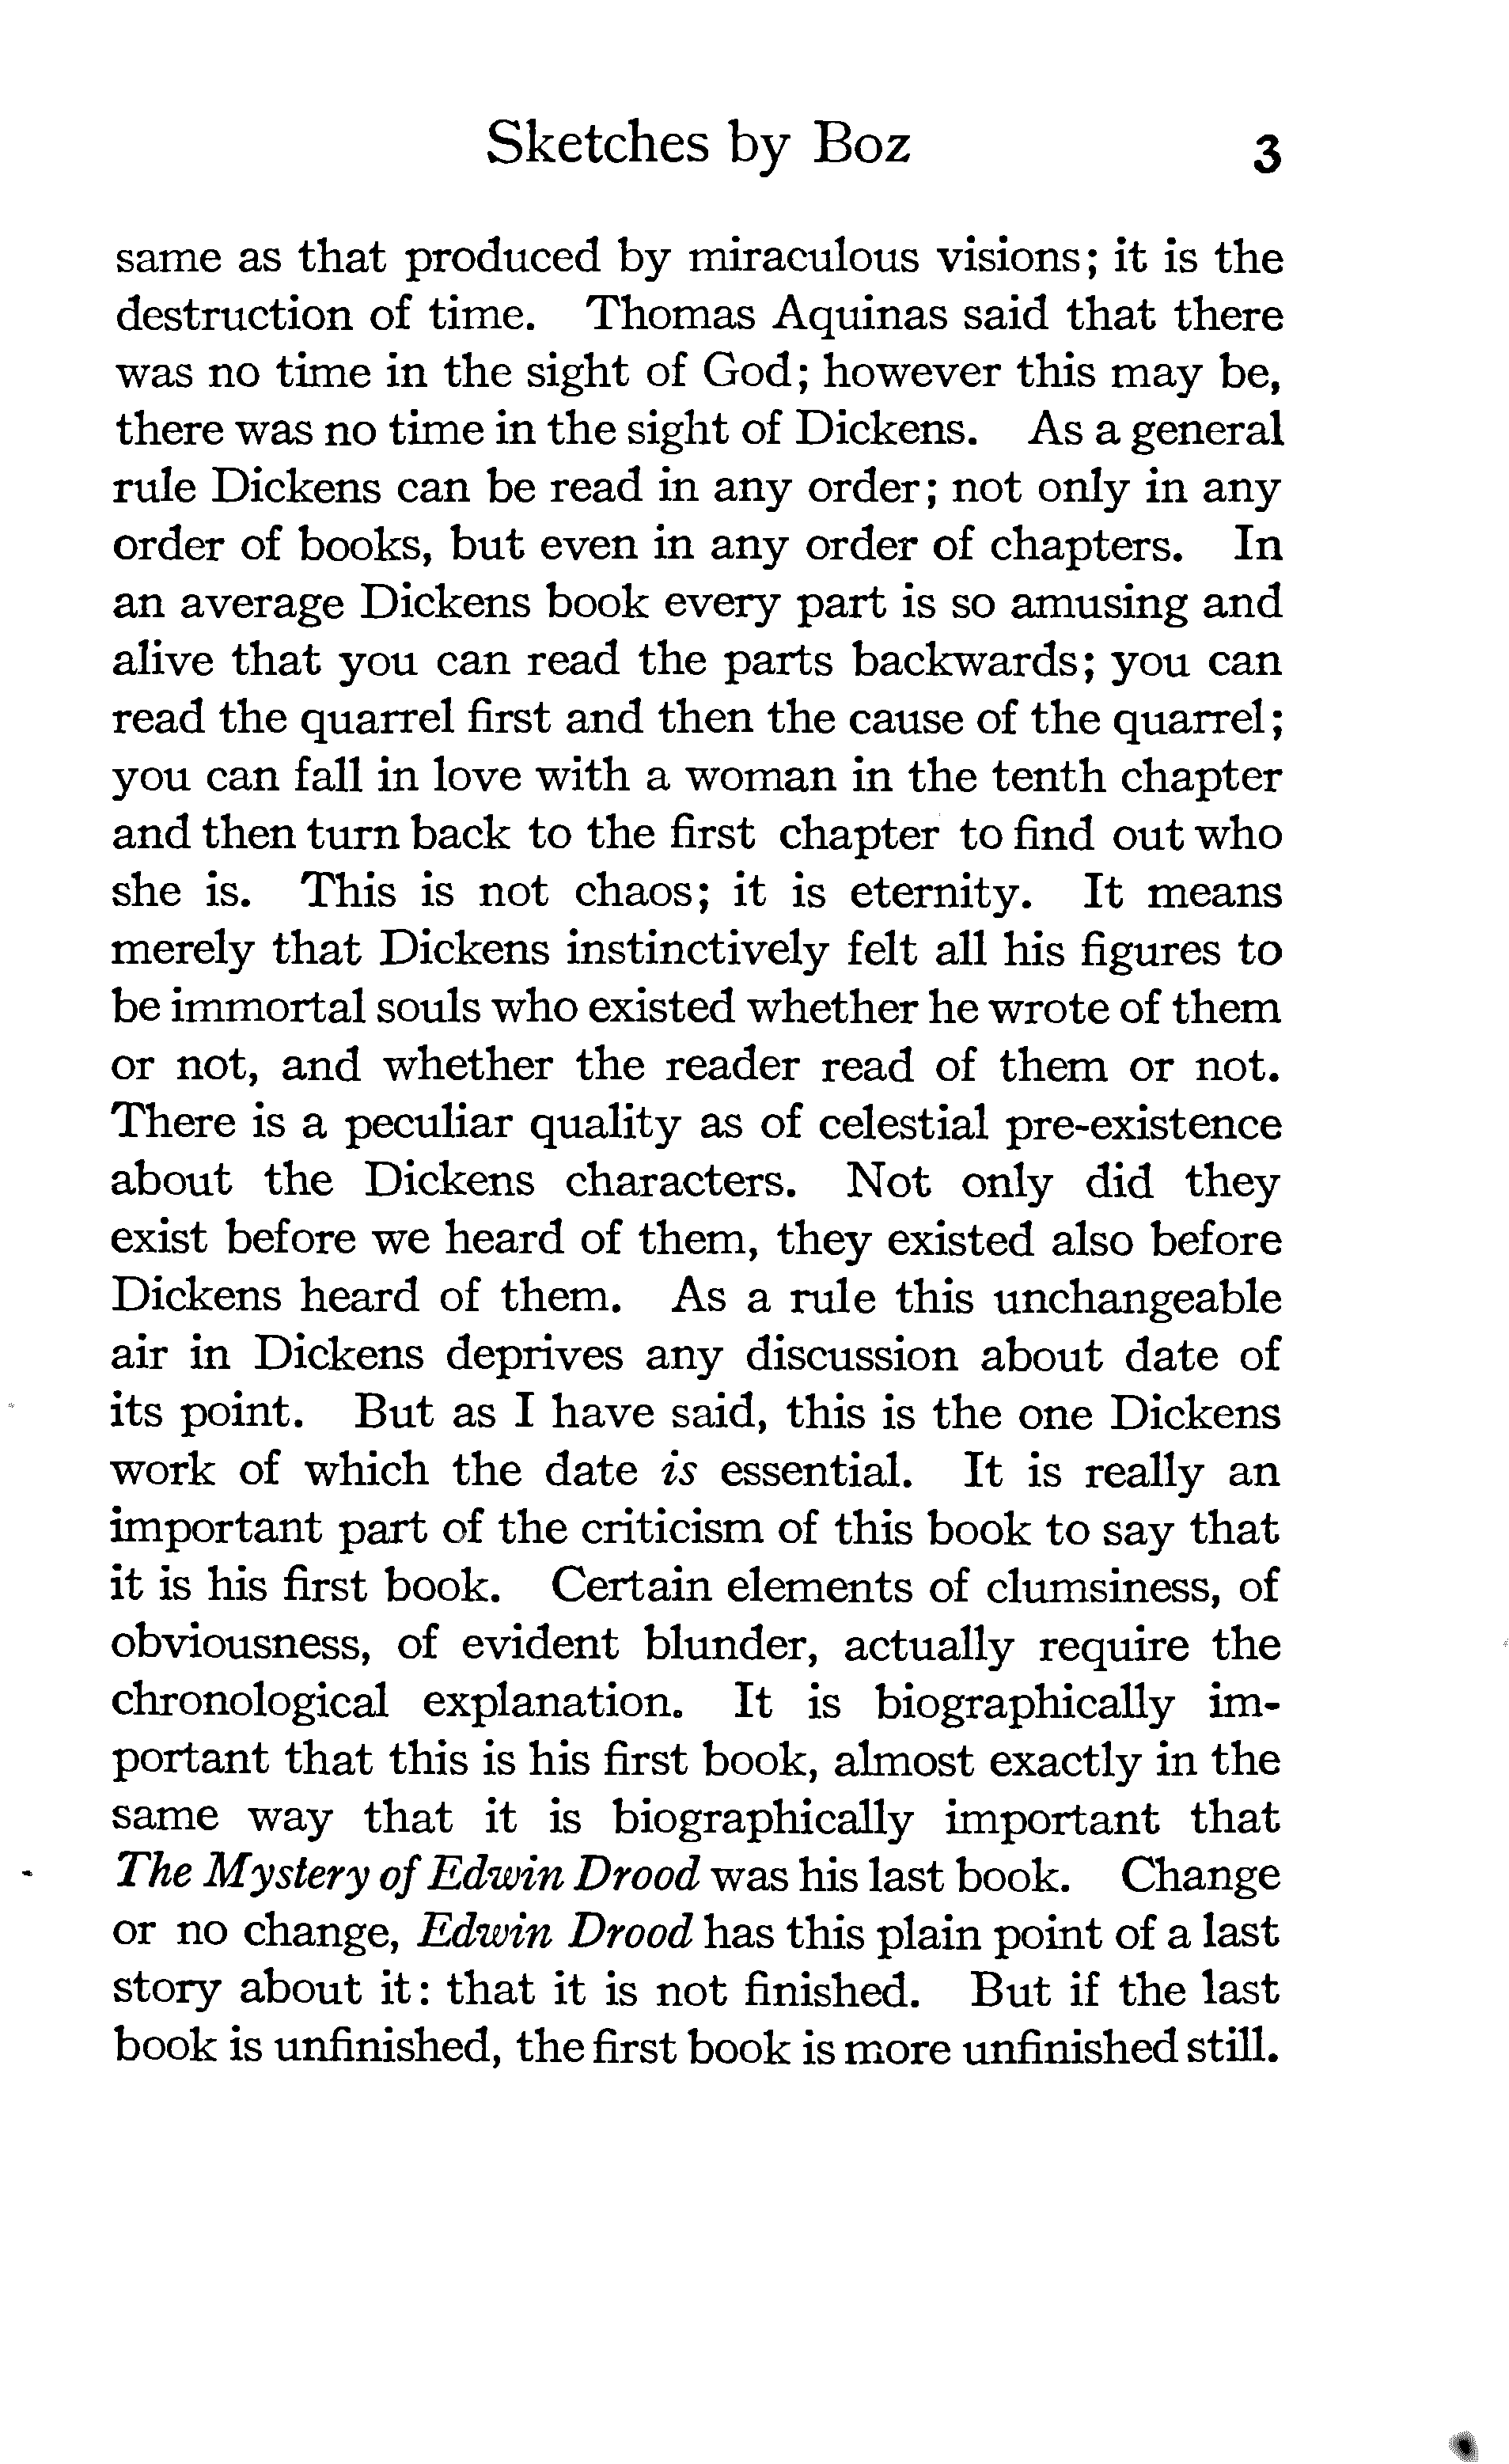 Sketches by Boz 3
same as that produced by miraculous visions; it is the
destruction of time. Thomas Aquinas said that there
was no time in the sight of God; however this may be,
there was no time in the sight of Dickens. As a general
rule Dickens can be read in any order; not only in any
order of books, but even in any order of chapters. In
an average Dickens book every part is so amusing and
alive that you can read the parts backwards; you can
read the quarrel first and then the cause of the quarrel;
you can fall in love with a woman in the tenth chapter
and then turn back to the first chapter to find out who
she is. This is not chaos; it is eternity. It means
merely that Dickens instinctively felt all his figures to
be immortal souls who existed whether he wrote of them
or not, and whether the reader read of them or not.
There is a peculiar quality as of celestial pre-existence
about the Dickens characters. Not only did they
exist before we heard of them, they existed also before
Dickens heard of them. As a rule this unchangeable
air in Dickens deprives any discussion about date of
its point. But as I have said, this is the one Dickens
work of which the date is essential. It is really an
important part of the criticism of this book to say that
it is his first book. Certain elements of clumsiness, of
obviousness, of evident blunder, actually require the
chronological explanation. It is biographically im-
portant that this is his first book, almost exactly in the
same way that it is biographically important that
The Mystery of Edwin Drood was his last book. Change
or no change, Edwin Drood has this plain point of a last
story about it: that it is not finished. But if the last
book is unfinished, the first book is more unfinished still.